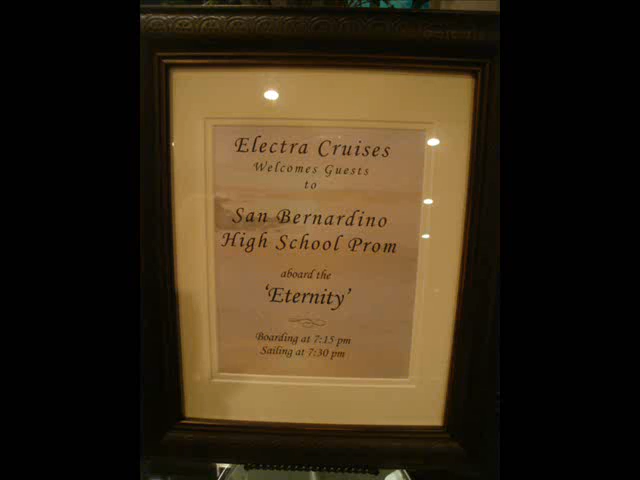 Electra Cruises
Welcomes Guests
to
San Bernardino
High School Prom
aboard the
'Eternity'
Boarding at 7:15 pm
Sailing at 7:30 pm